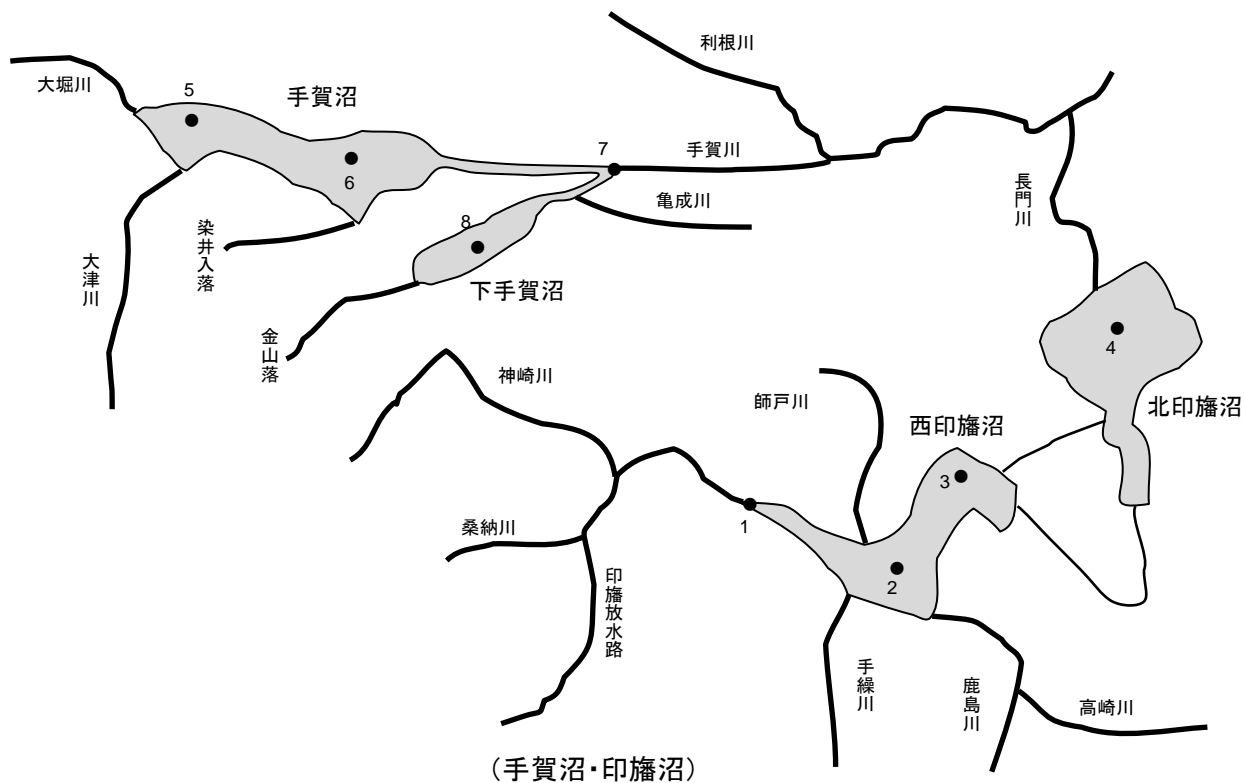 利根川
大堀川
5
手賀沼
7
手賀川
6
長門川
亀成川
8
染井入落
大津川
下手賀沼
4
金山落
神崎川
師戸川
北印旛沼
西印旛沼
3
1
桑納川
2
印旛放水路
手繰川
鹿島川
高崎川
(手賀沼・印旛沼)